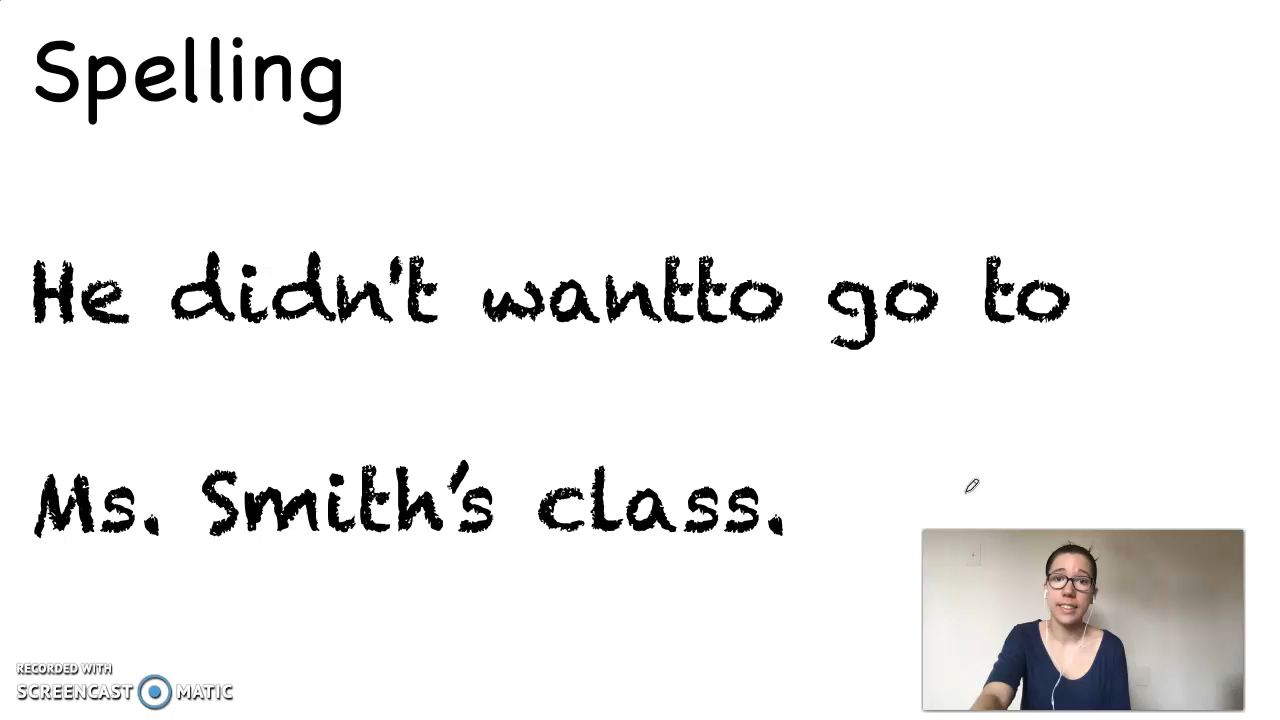 Spelling
He didn't wantto go to
Ms. Smith's class.
RECORDED WITH
SCREENCAST MATIC